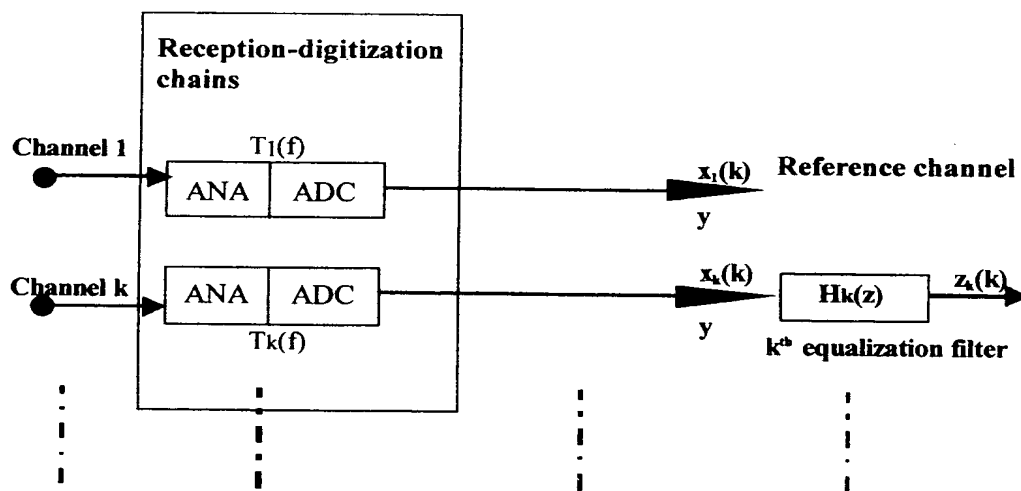 Reception-digitization
chains
Channel 1
T1(f)
ANA ADC
x1(k)
Reference channel
y
Channel k
ANA ADC
xk(k)
Hk(z)
zk(k)
Tk(f)
y
kth equalization filter